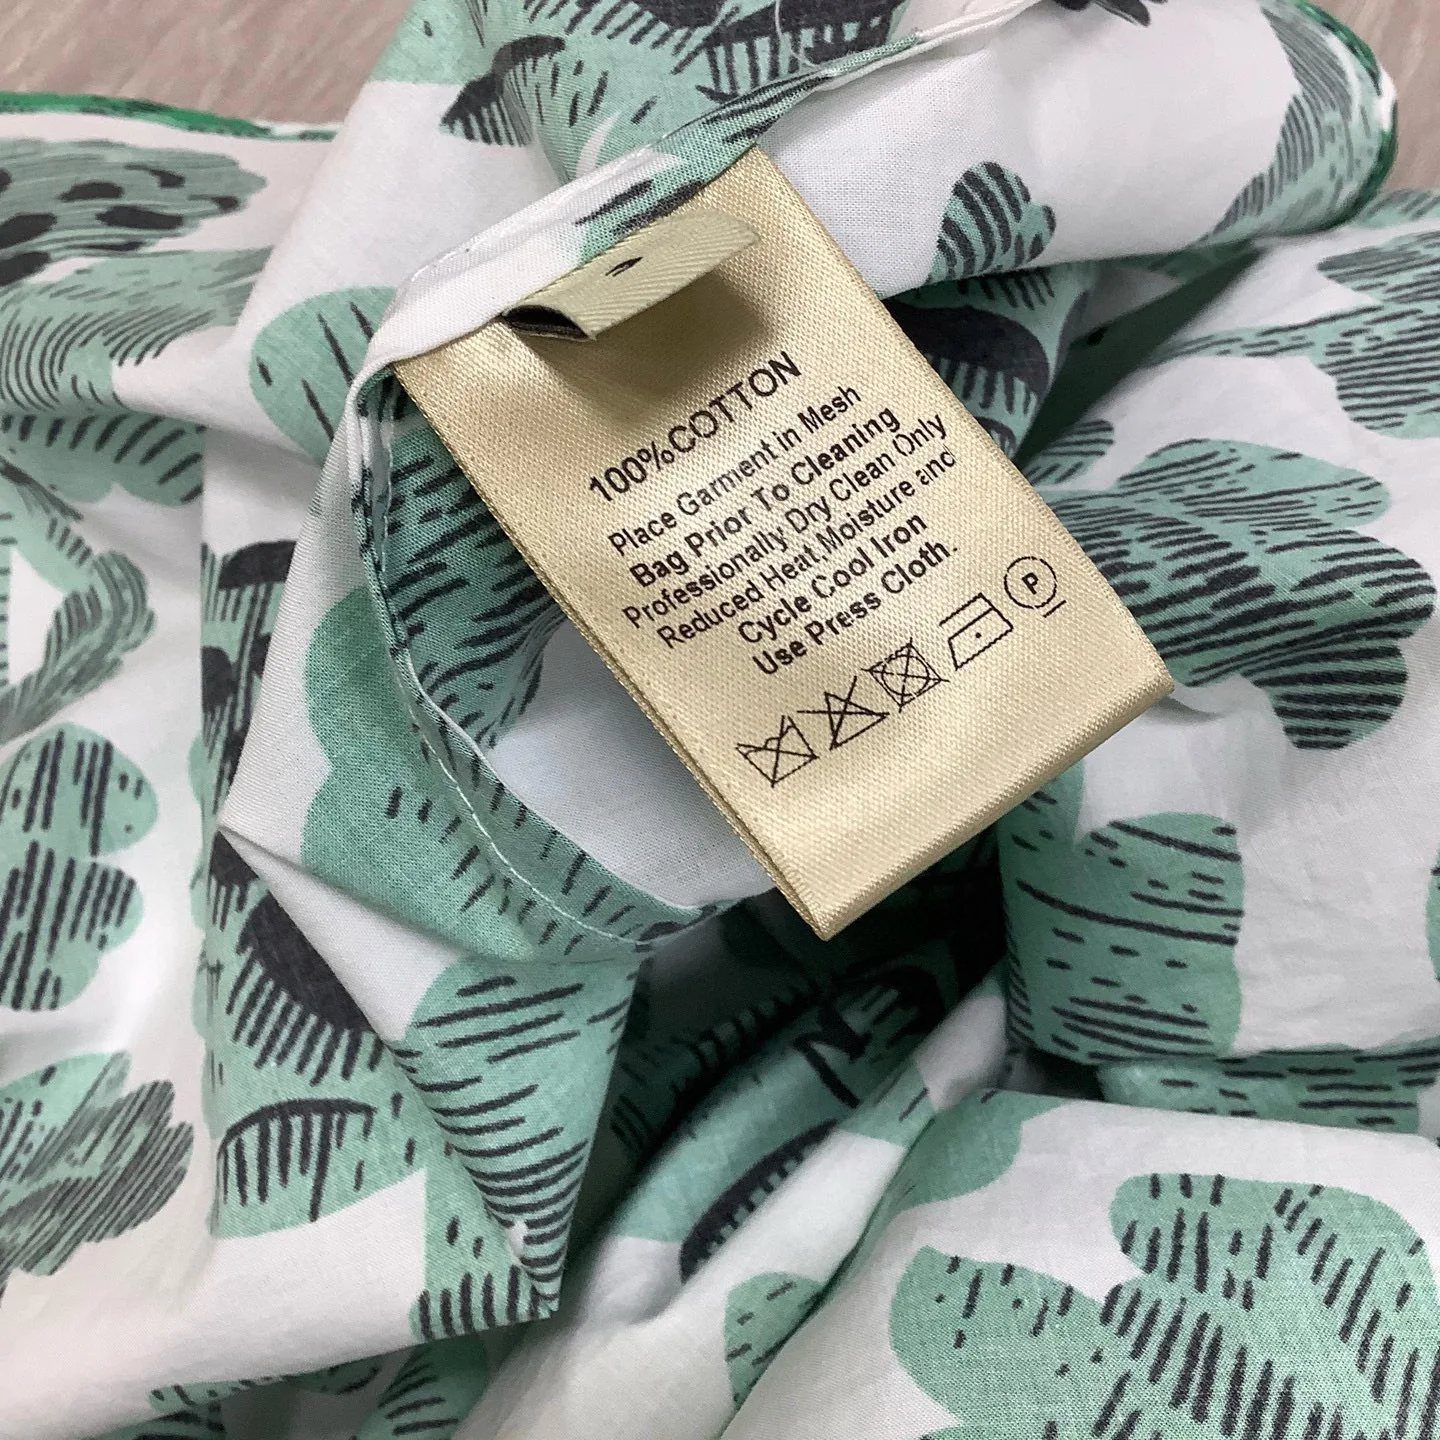 100%COTTON
Place Garment in Mesh
Bag Prior To Cleaning
Professionally Dry Clean Only
Reduced Heat,Moisture and
Cycle Cool Iron
Use Press Cloth.
P